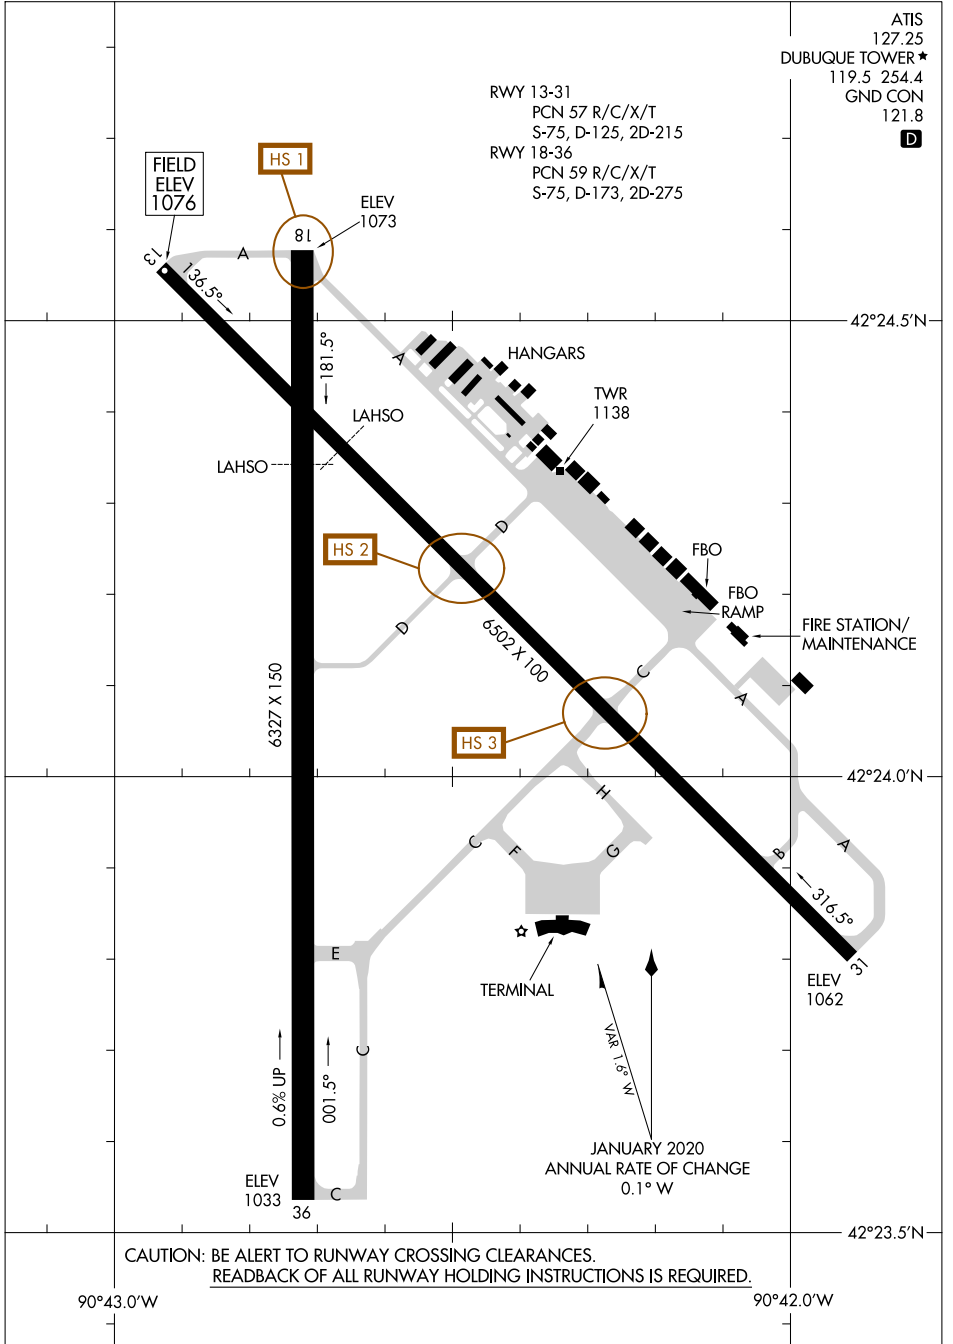 ATIS
127.25
DUBUQUE TOWER★
119.5 254.4
GND CON
121.8
D
RWY 13-31
PCN 57 R/C/X/T
S-75, D-125, 2D-215
RWY 18-36
PCN 59 R/C/X/T
S-75, D-173, 2D-275
HS 1
FIELD
ELEV
1076
ELEV
1073
18
13
A
136.5°
181.5°
42°24.5'N
A
HANGARS
TWR
1138
LAHSO
LAHSO
D
HS 2
FBO
FBO
RAMP
D
FIRE STATION/
MAINTENANCE
6502 X 100
6327 X 150
C
A
HS 3
42°24.0'N
H
C
F
G
B
A
316.5°
E
31
TERMINAL
ELEV
1062
VAR 1.6° W
C
0.6% UP
001.5°
JANUARY 2020
ANNUAL RATE OF CHANGE
0.1° W
ELEV
1033
C
36
42°23.5'N
CAUTION: BE ALERT TO RUNWAY CROSSING CLEARANCES.
READBACK OF ALL RUNWAY HOLDING INSTRUCTIONS IS REQUIRED.
90°43.0'W
90°42.0'W